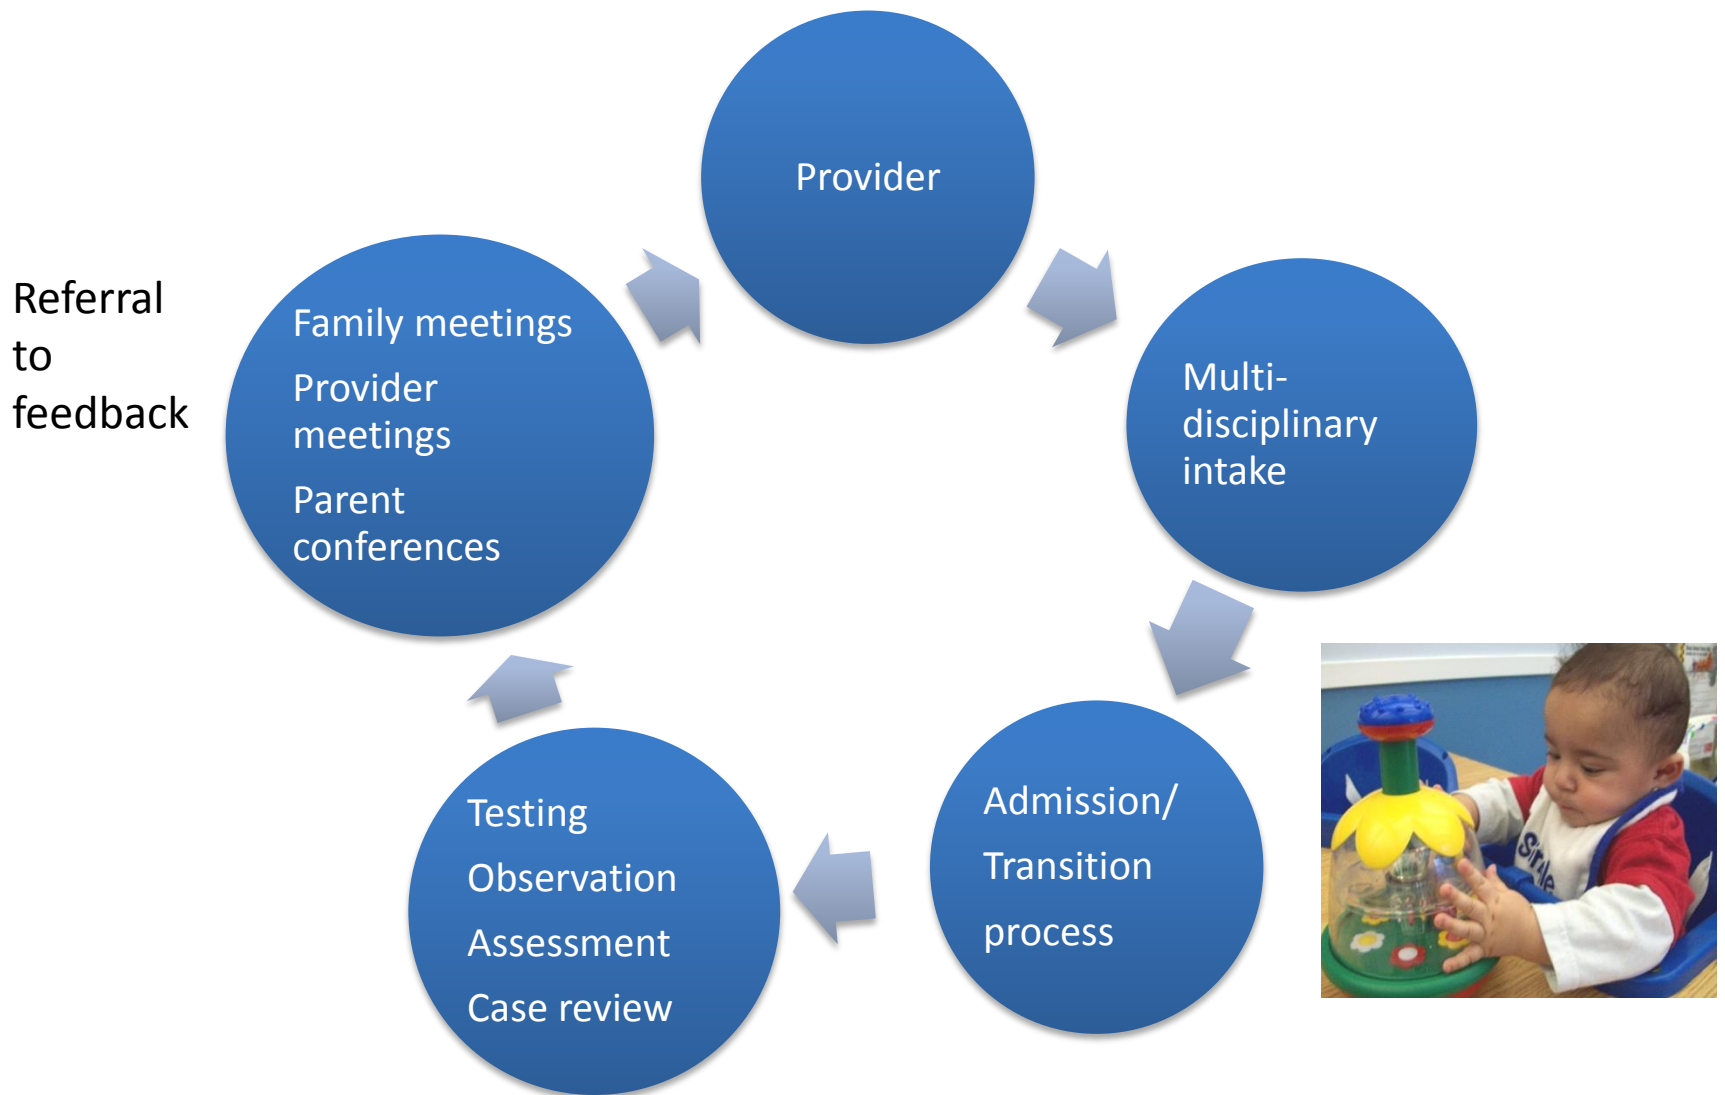 Provider
Referral
to
feedback
Family meetings
Provider
meetings
Parent
conferences
Multi-
disciplinary
intake
Admission/
Transition
process
Testing
Observation
Assessment
Case review